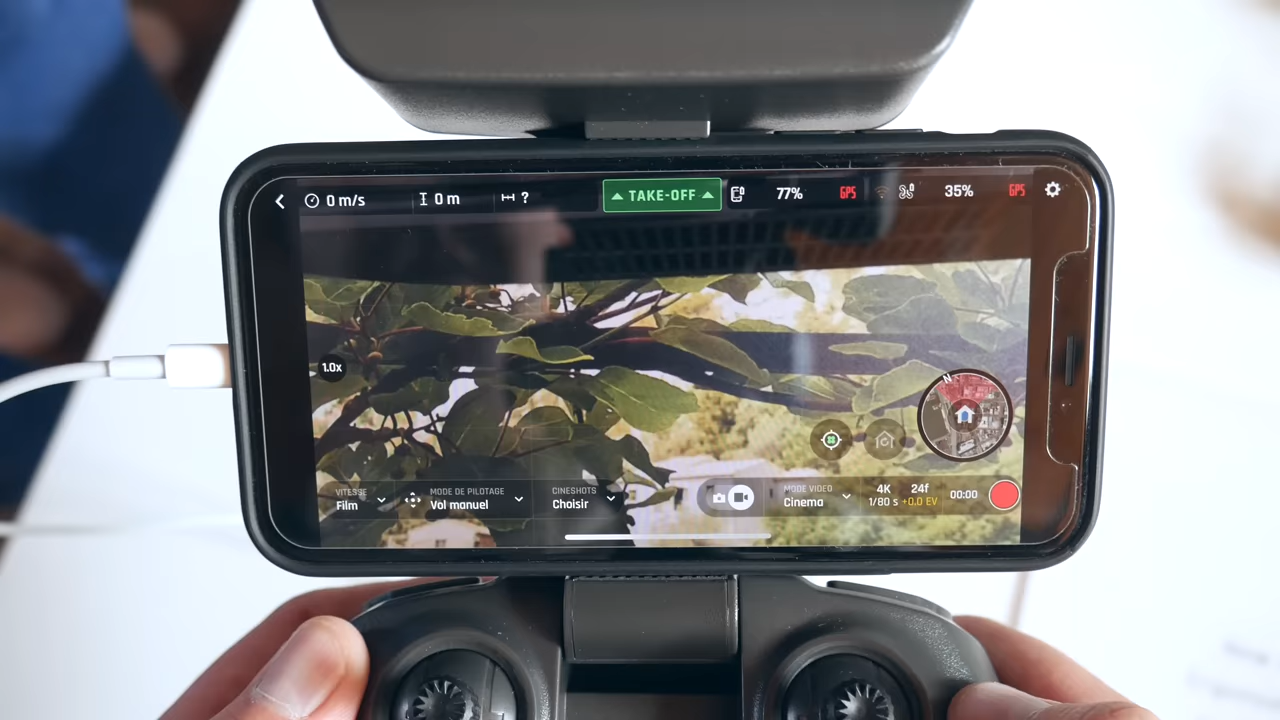 0 m/s
0 m
?
TAKE-OFF
77%
GPS
35%
GPS
1.0x
N
VITESSE
Film
MODE DE PILOTAGE
Vol manuel
CINESHOTS
Choisir
MODE VIDÉO
Cinema
4K 24f
1/80 s +0.0 EV
00:00